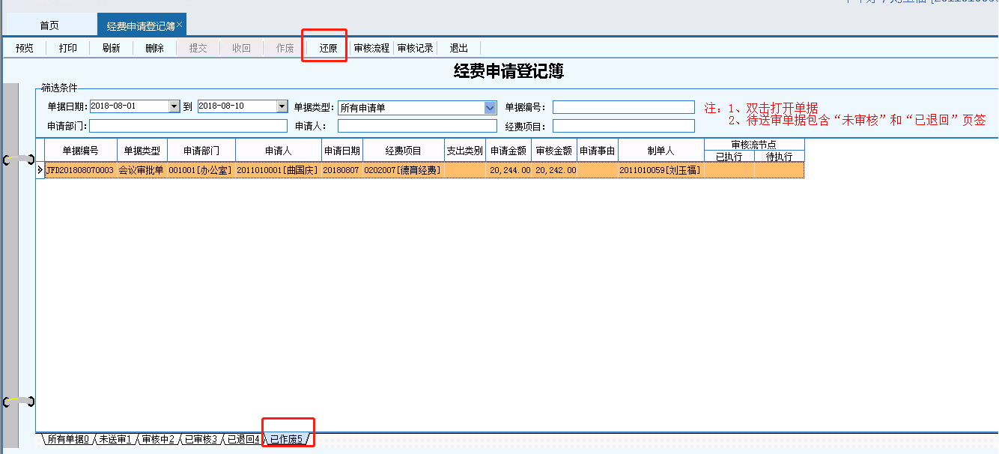 首页
经费申请登记簿×
预览 打印 刷新 删除 提交 收回 作废 还原 审核流程 审核记录 退出
经费申请登记簿
筛选条件
单据日期: 2018-08-01 到 2018-08-10 单据类型: 所有申请单 单据编号:
申请部门: 申请人: 经费项目:
注: 1、双击打开单据
2、待送审单据包含“未审核”和“已退回”页签
单据编号 单据类型 申请部门 申请人 申请日期 经费项目 支出类别 申请金额 审核金额 申请事由 制单人 审核流节点
已执行 待执行
JFD201808070003 会议审批单 001001[办公室] 2011010001[曲国庆] 20180807 0202007[德育经费] 20,244.00 20,242.00 2011010059[刘玉福]
所有单据0 未送审1 审核中2 已审核3 已退回4 已作废5